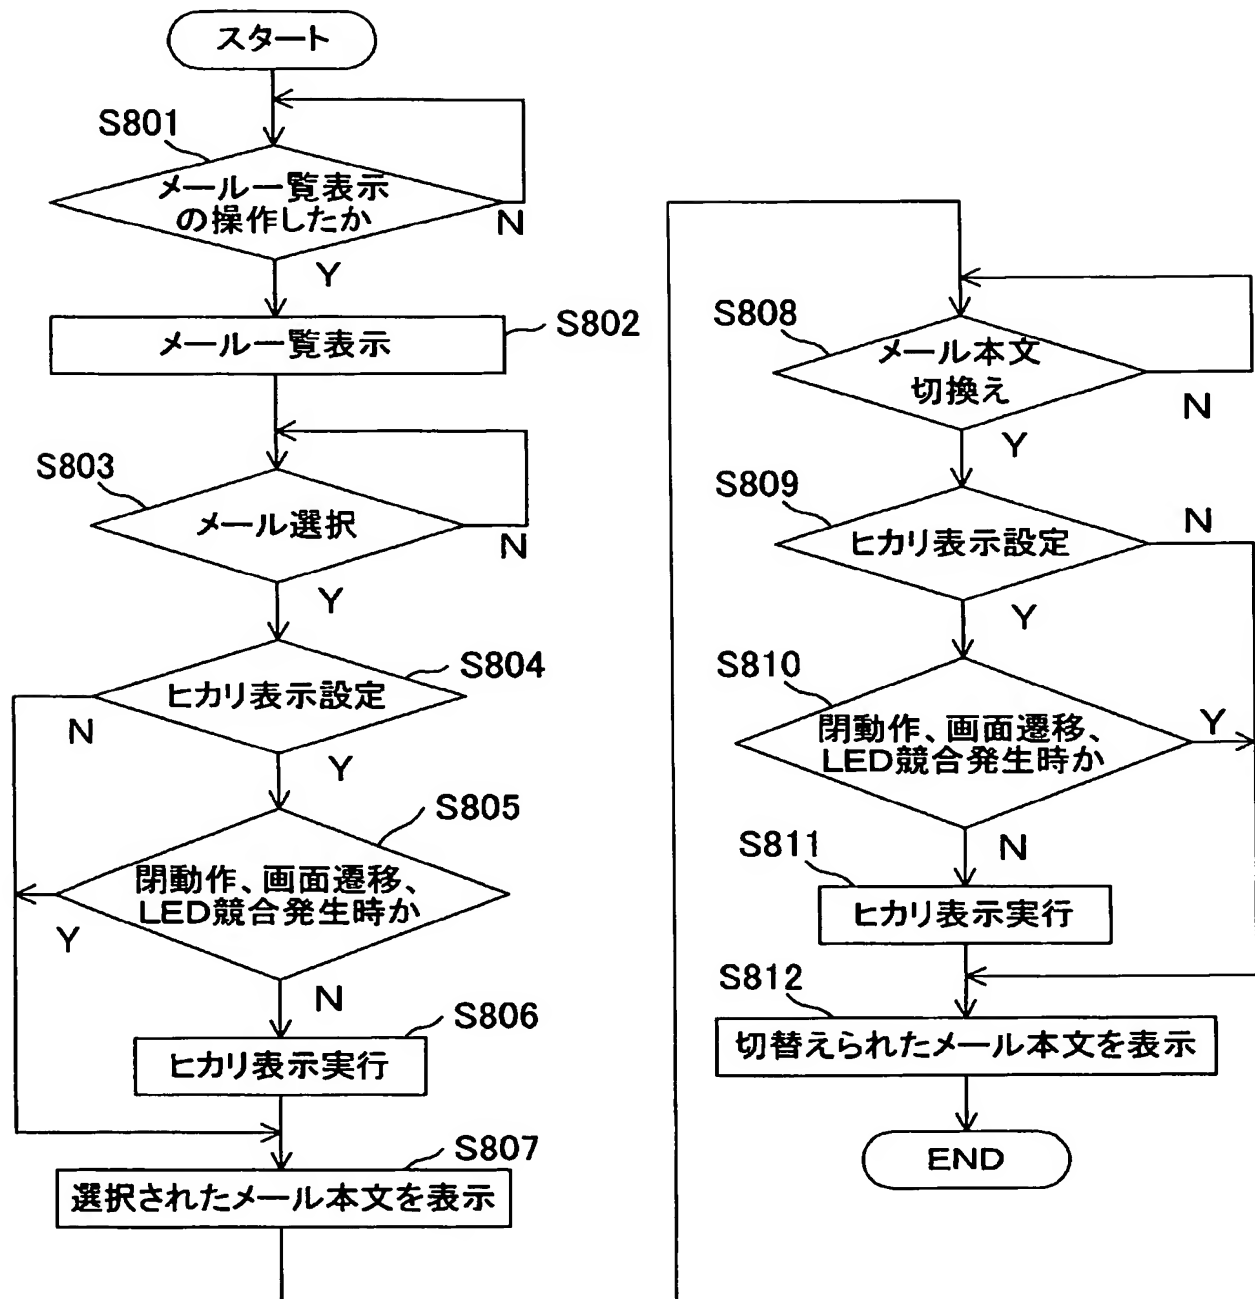 スタート
S801
メール一覧表示
の操作したか
N
Y
S802
メール一覧表示
S803
メール選択
N
Y
S804
ヒカリ表示設定
N
Y
S805
閉動作、画面遷移、
LED競合発生時か
Y
N
S806
ヒカリ表示実行
S807
選択されたメール本文を表示
S808
メール本文
切換え
N
Y
S809
ヒカリ表示設定
N
Y
S810
閉動作、画面遷移、
LED競合発生時か
Y
N
S811
ヒカリ表示実行
S812
切替えられたメール本文を表示
END